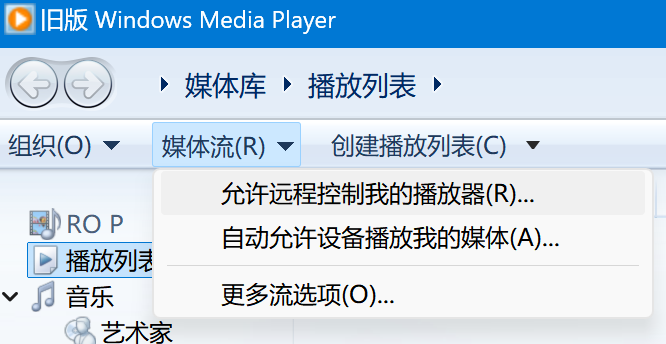 旧版 Windows Media Player
媒体库 播放列表
组织(O) 媒体流(R) 创建播放列表(C)
允许远程控制我的播放器(R)...
RO P
自动允许设备播放我的媒体(A)...
播放列表
音乐
更多流选项(O)...
艺术家